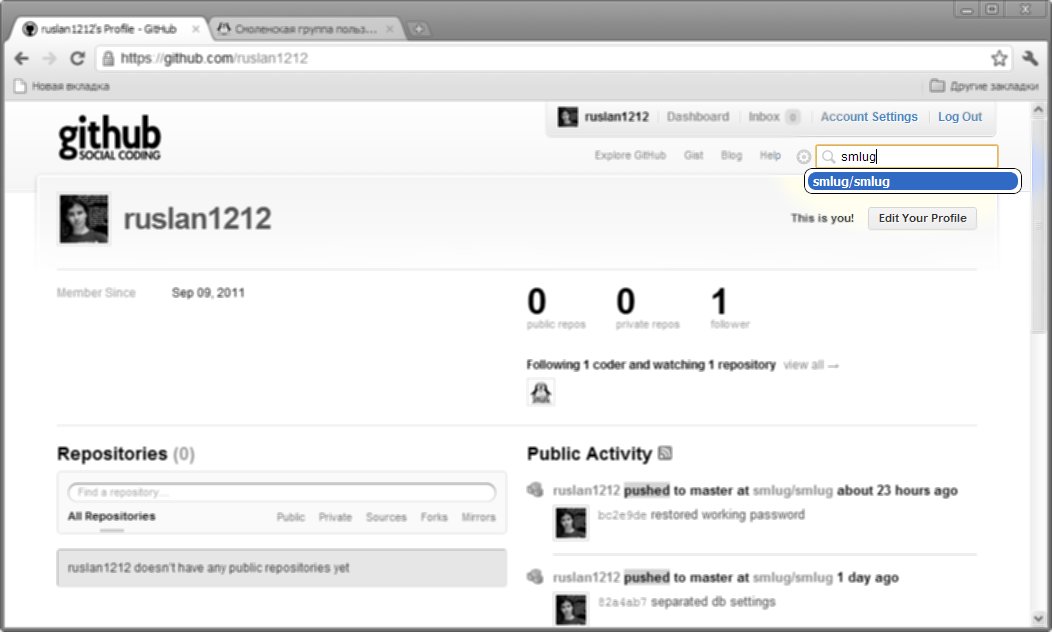 ruslan1212's Profile - GitHub
Смоленская группа польз...
https://github.com/ruslan1212
Новая вкладка
Другие закладки
github
SOCIAL CODING
ruslan1212 Dashboard Inbox 0 Account Settings Log Out
Explore GitHub Gist Blog Help smlug
smlug/smlug
ruslan1212
This is you! Edit Your Profile
Member Since Sep 09, 2011
0 0 1
public repos private repos follower
Following 1 coder and watching 1 repository view all →
Repositories (0)
Find a repository...
All Repositories Public Private Sources Forks Mirrors
ruslan1212 doesn't have any public repositories yet
Public Activity
ruslan1212 pushed to master at smlug/smlug about 23 hours ago
bc2e9de restored working password
ruslan1212 pushed to master at smlug/smlug 1 day ago
82a4ab7 separated db settings